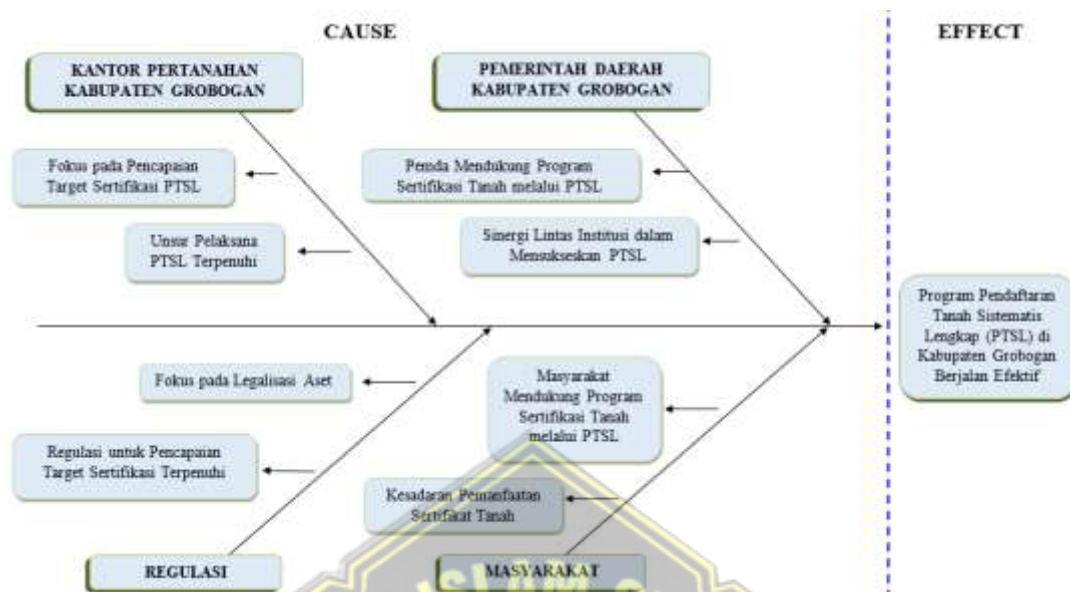 CAUSE
EFFECT
KANTOR PERTANAHAN
KABUPATEN GROBOGAN
PEMERINTAH DAERAH
KABUPATEN GROBOGAN
Fokus pada Pencapaian
Target Sertifikasi PTSL
Pemda Mendukung Program
Sertifikasi Tanah melalui PTSL
Unsur Pelaksana
PTSL Terpenuhi
Sinergi Lintas Institusi dalam
Mensukseskan PTSL
Program Pendaftaran
Tanah Sistematis
Lengkap (PTSL) di
Kabupaten Grobogan
Berjalan Efektif
Fokus pada Legalisasi Aset
Masyarakat
Mendukung Program
Sertifikasi Tanah
melalui PTSL
Regulasi untuk Pencapaian
Target Sertifikasi Terpenuhi
Kesadaran Pemanfaatan
Sertifikat Tanah
REGULASI
MASYARAKAT
ISLAM